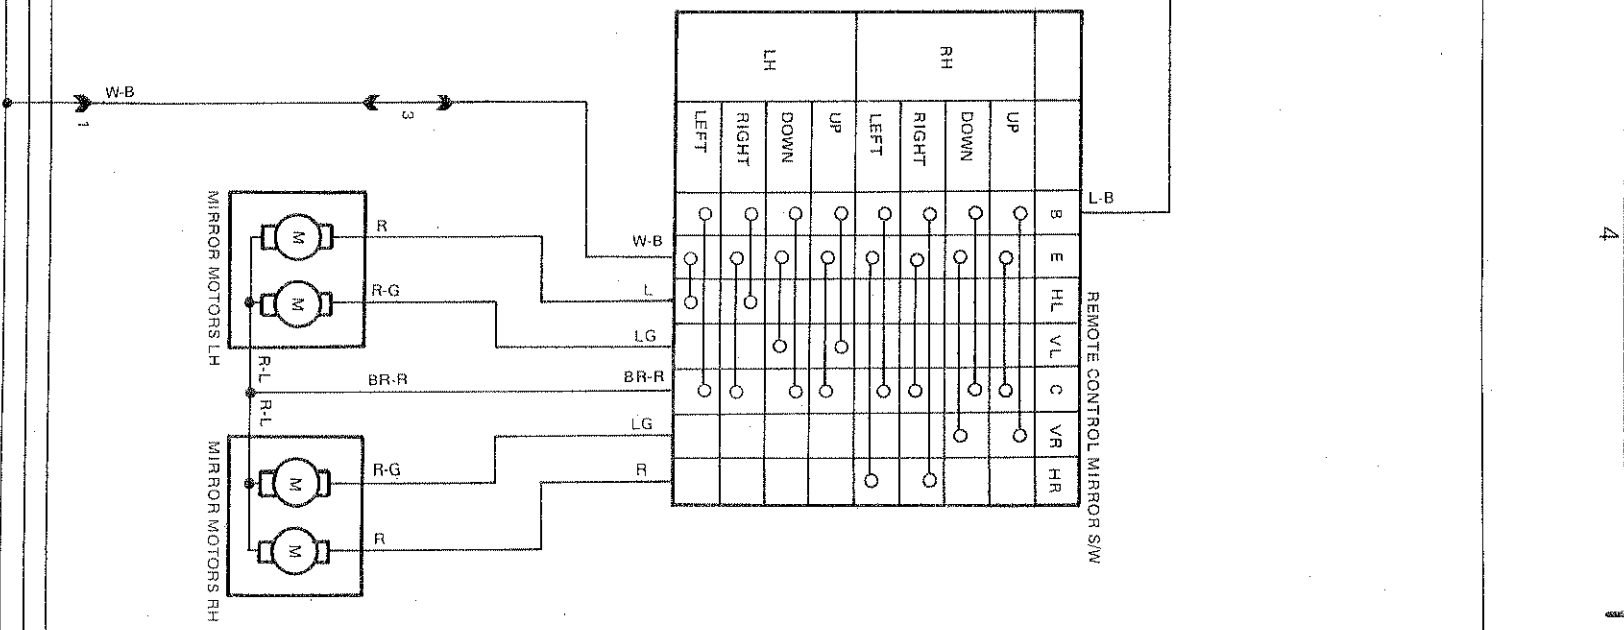 LH
RH
LEFT
RIGHT
DOWN
UP
LEFT
RIGHT
DOWN
UP
B
E
HL
VL
C
VR
HR
REMOTE CONTROL MIRROR S/W
L-B
W-B
1
3
W-B
L
LG
BR-R
BR-R
LG
R
R
R-G
M
M
MIRROR MOTORS LH
R-L
R-L
R-G
R
M
M
MIRROR MOTORS RH
4